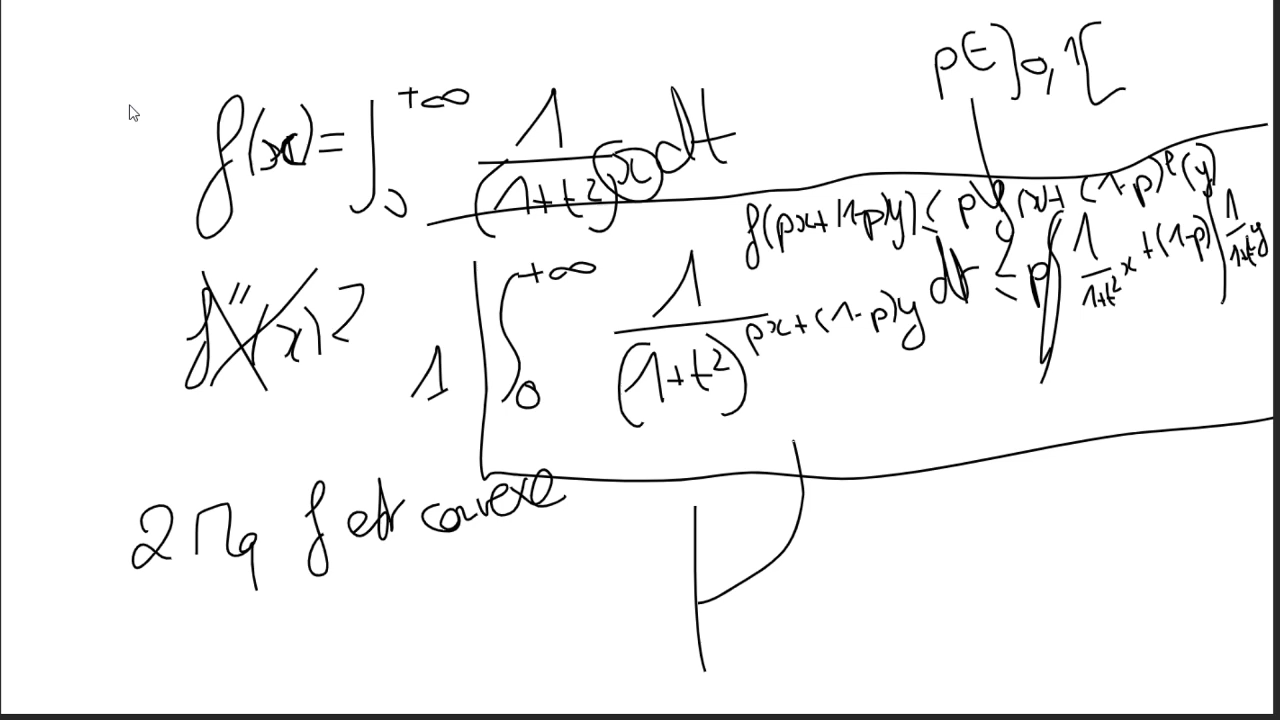 p∈]0,1[
f(x)=∫₀^{+∞} 1/(1+t²)^x dt
f(px+(1-p)y) ≤ pf(x)+(1-p)f(y)
f''(x)?
1
∫₀^{+∞} 1/(1+t²)^{px+(1-p)y} dt ≤ p∫ 1/1+t² x +(1-p)∫ 1/1+t y
2 Mq f est convexe